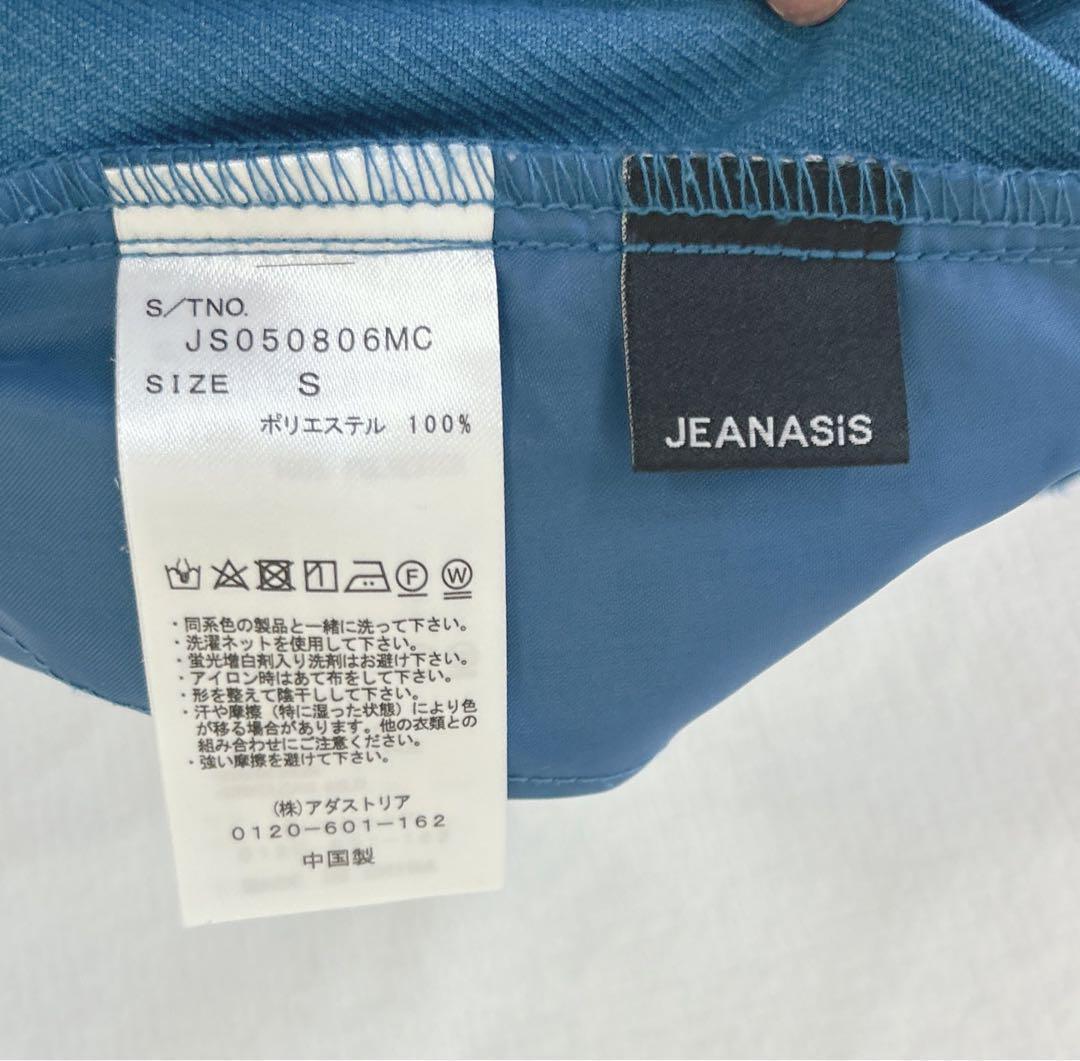 S/TNO.
JS050806MC
SIZE S
ポリエステル 100%
F W
・同系色の製品と一緒に洗って下さい。
・洗濯ネットを使用して下さい。
・蛍光増白剤入り洗剤はお避け下さい。
・アイロン時はあて布をして下さい。
・形を整えて陰干しして下さい。
・汗や摩擦（特に湿った状態）により色
が移る場合があります。他の衣類との
組み合わせにご注意ください。
・強い摩擦を避けて下さい。
(株)アダストリア
0120-601-162
中国製
JEANASiS